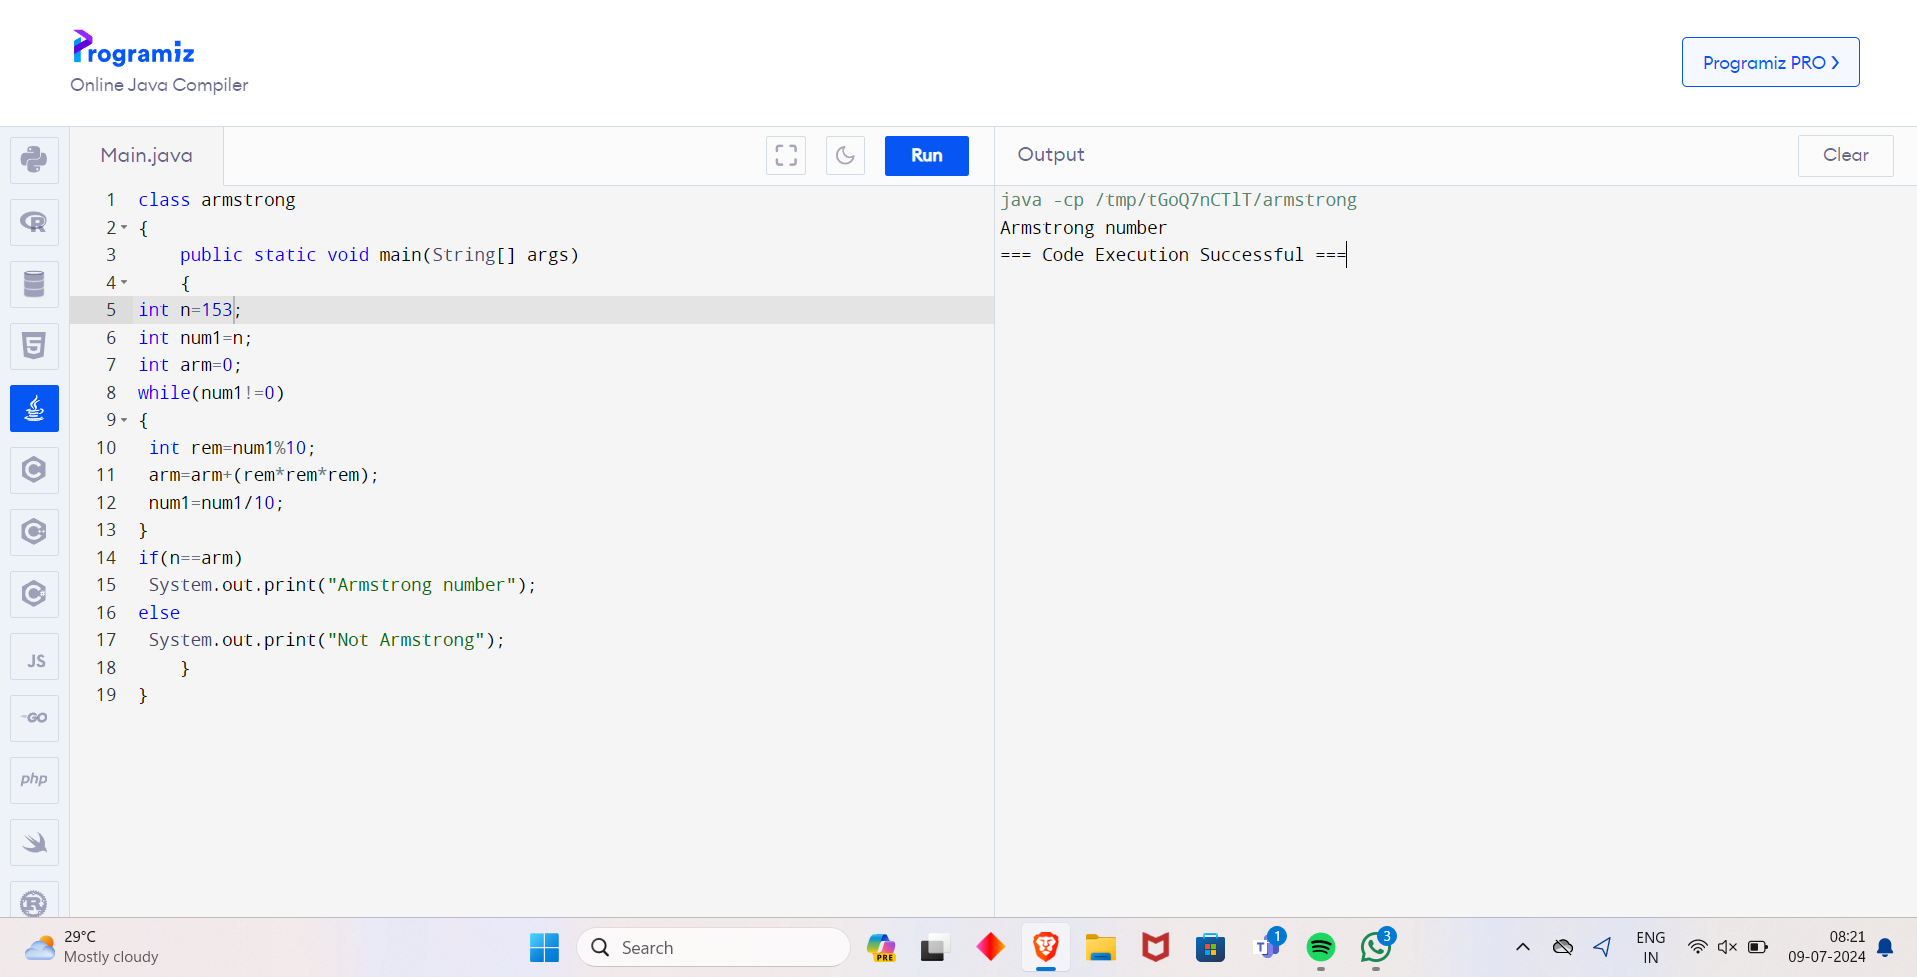 Programiz
Online Java Compiler
Programiz PRO >
Main.java
Run
Output
Clear
1 class armstrong
2 {
3 public static void main(String[] args)
4 {
5 int n=153;
6 int num1=n;
7 int arm=0;
8 while(num1!=0)
9 {
10 int rem=num1%10;
11 arm=arm+(rem*rem*rem);
12 num1=num1/10;
13 }
14 if(n==arm)
15 System.out.print("Armstrong number");
16 else
17 System.out.print("Not Armstrong");
18 }
19 }
java -cp /tmp/tGoQ7nCTlT/armstrong
Armstrong number
=== Code Execution Successful ===
R
5
C
C
C
JS
GO
php
R
29°C
Mostly cloudy
Search
PRE
T
1
3
ENG
IN
08:21
09-07-2024